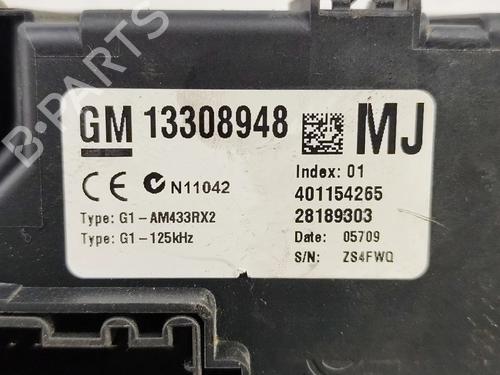 B-PARTS
GM 13308948 MJ
CE N11042
Index: 01
401154265
Type: G1-AM433RX2
28189303
Type: G1-125kHz
Date: 05709
S/N: ZS4FWQ